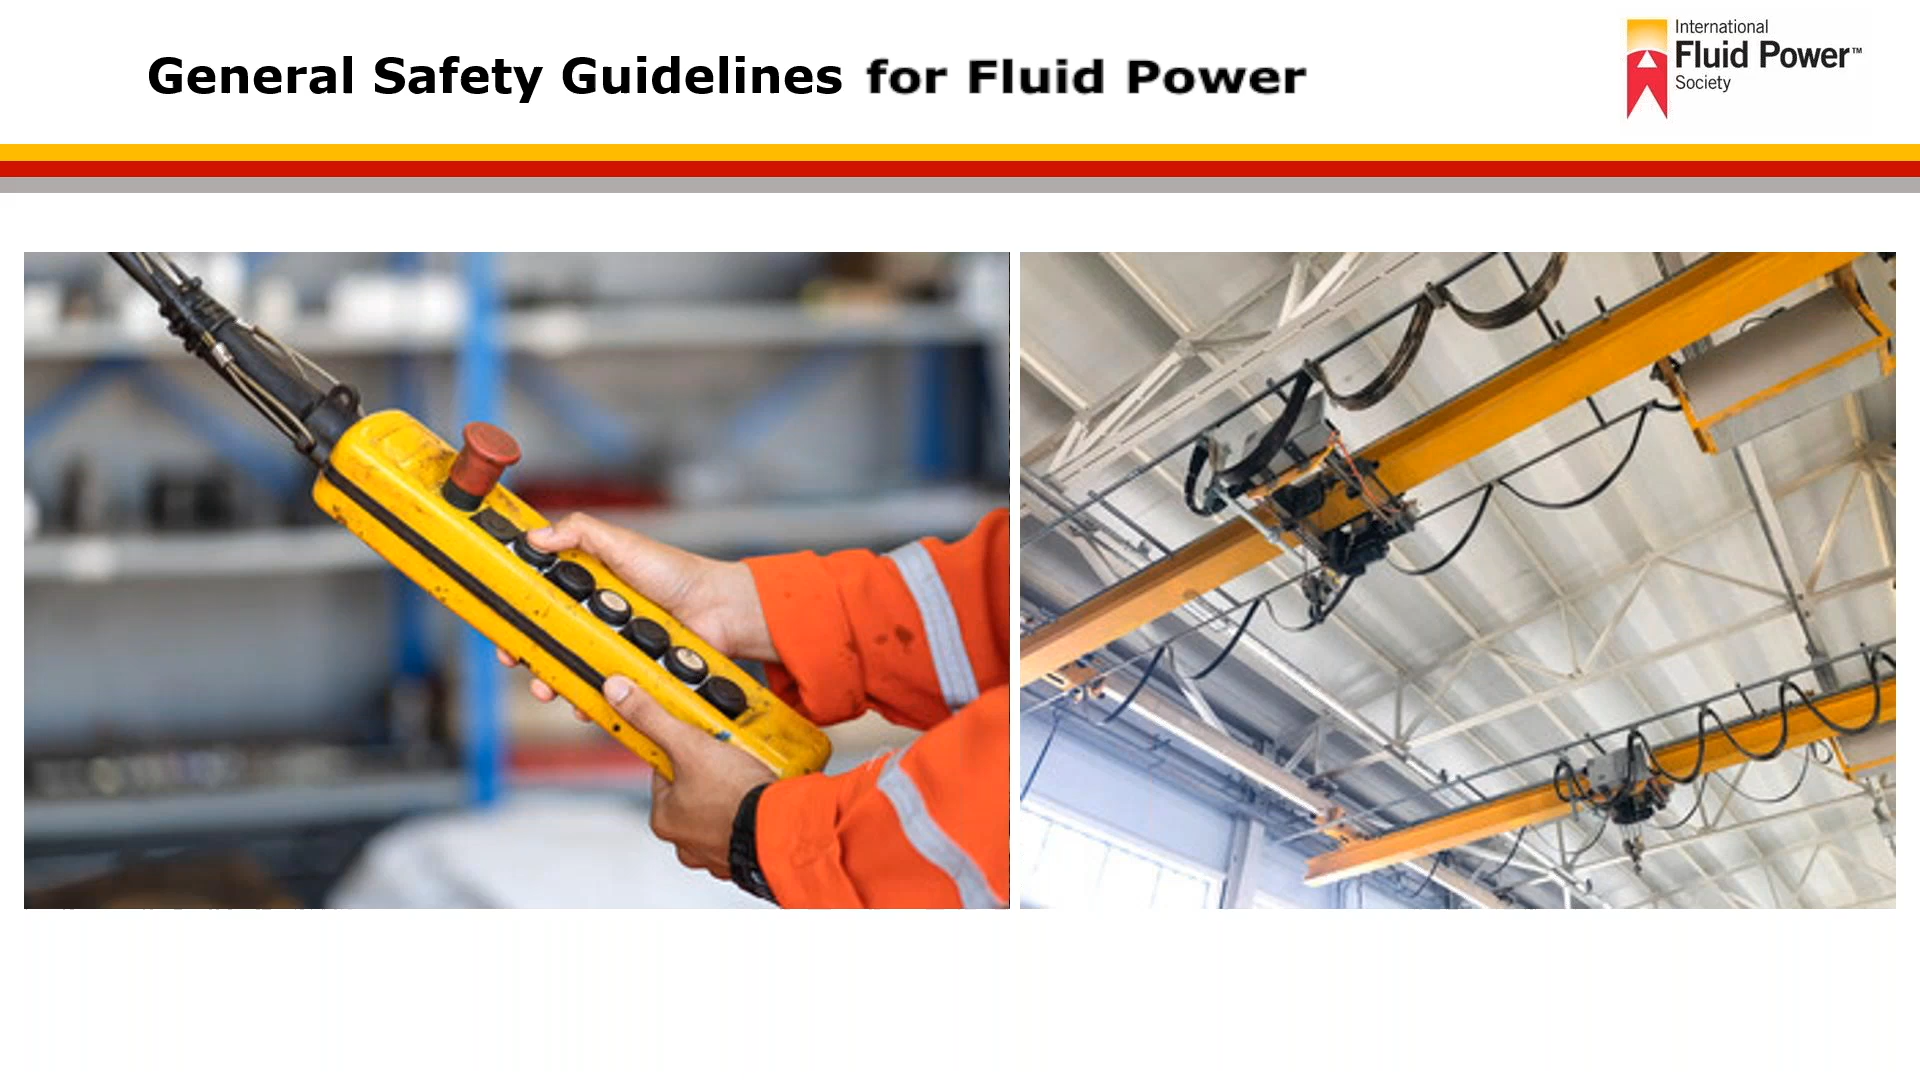 General Safety Guidelines for Fluid Power
International
Fluid Power™
Society